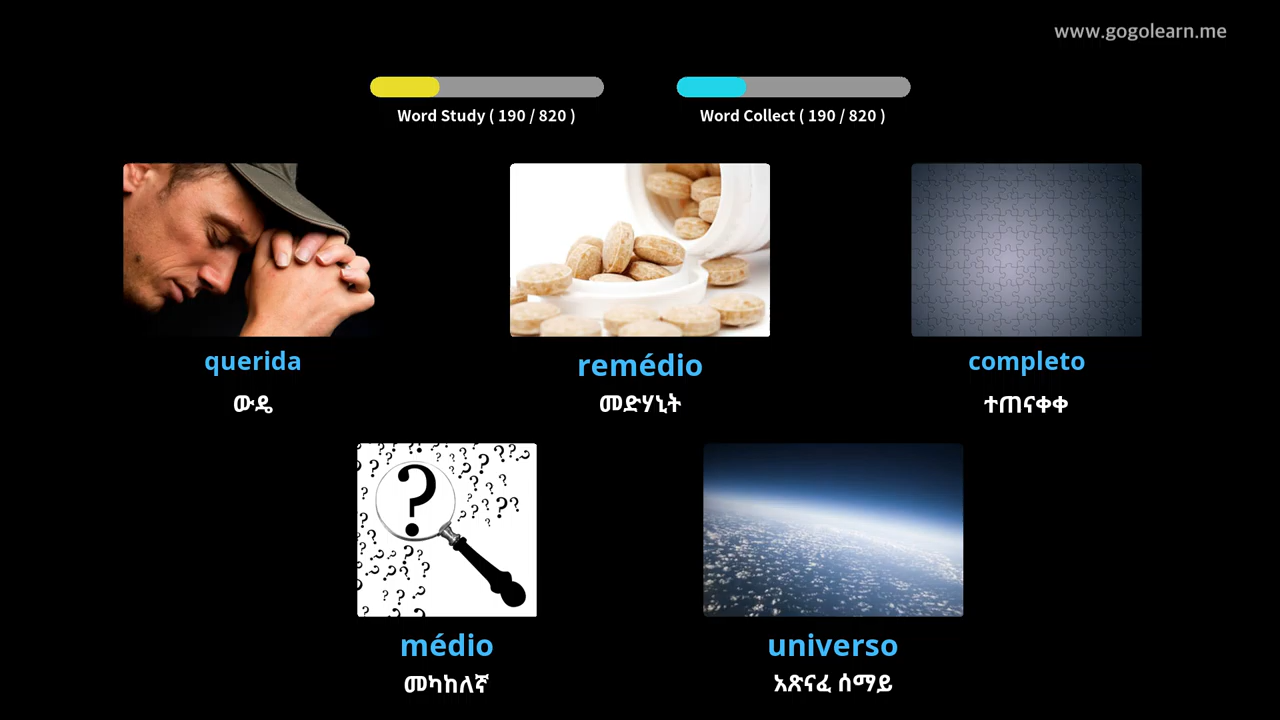 www.gogolearn.me
Word Study ( 190 / 820 )
Word Collect ( 190 / 820 )
querida
ውዴ
remédio
መድሃኒት
completo
ተጠናቀቀ
médio
መካከለኛ
universo
አጽናፈ ሰማይ